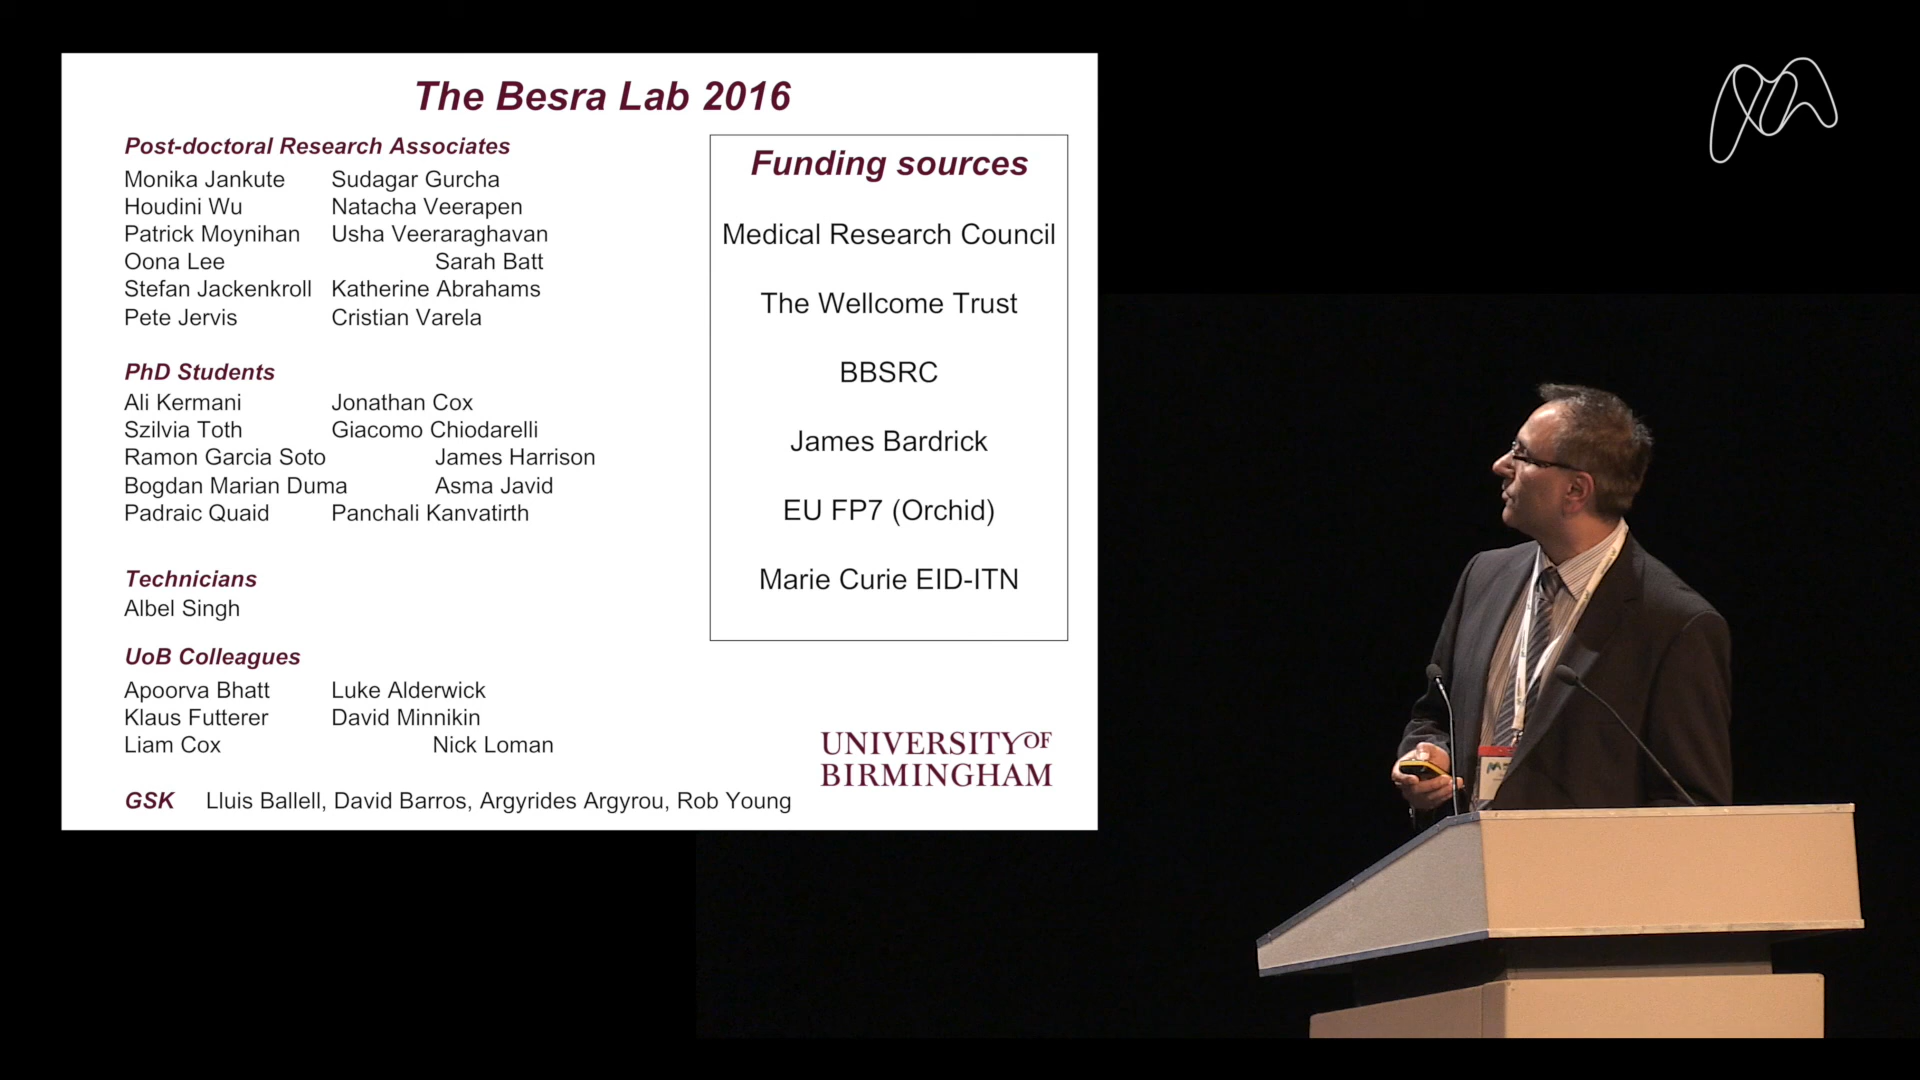 The Besra Lab 2016
Post-doctoral Research Associates
Monika Jankute Sudagar Gurcha
Houdini Wu Natacha Veerapen
Patrick Moynihan Usha Veeraraghavan
Oona Lee Sarah Batt
Stefan Jackenkroll Katherine Abrahams
Pete Jervis Cristian Varela
PhD Students
Ali Kermani Jonathan Cox
Szilvia Toth Giacomo Chiodarelli
Ramon Garcia Soto James Harrison
Bogdan Marian Duma Asma Javid
Padraic Quaid Panchali Kanvatirth
Technicians
Albel Singh
UoB Colleagues
Apoorva Bhatt Luke Alderwick
Klaus Futterer David Minnikin
Liam Cox Nick Loman
GSK Lluis Ballell, David Barros, Argyrides Argyrou, Rob Young
Funding sources
Medical Research Council
The Wellcome Trust
BBSRC
James Bardrick
EU FP7 (Orchid)
Marie Curie EID-ITN
UNIVERSITY OF
BIRMINGHAM